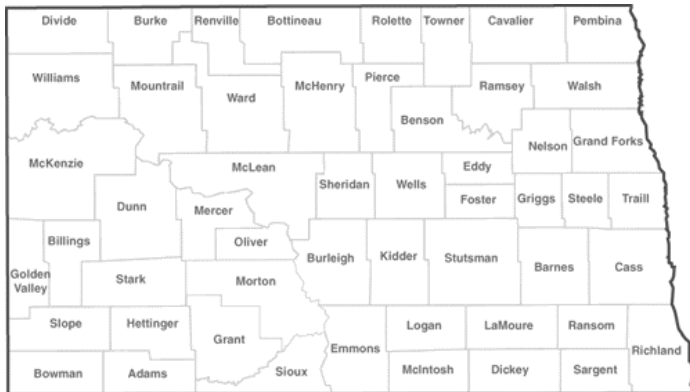 Divide
Burke
Renville
Bottineau
Rolette
Towner
Cavalier
Pembina
Williams
Mountrail
Ward
McHenry
Pierce
Ramsey
Walsh
Benson
Nelson
Grand Forks
McKenzie
McLean
Sheridan
Wells
Eddy
Foster
Griggs
Steele
Traill
Dunn
Mercer
Oliver
Billings
Golden
Valley
Stark
Morton
Burleigh
Kidder
Stutsman
Barnes
Cass
Slope
Hettinger
Grant
Emmons
Logan
LaMoure
Ransom
Richland
Bowman
Adams
Sioux
McIntosh
Dickey
Sargent